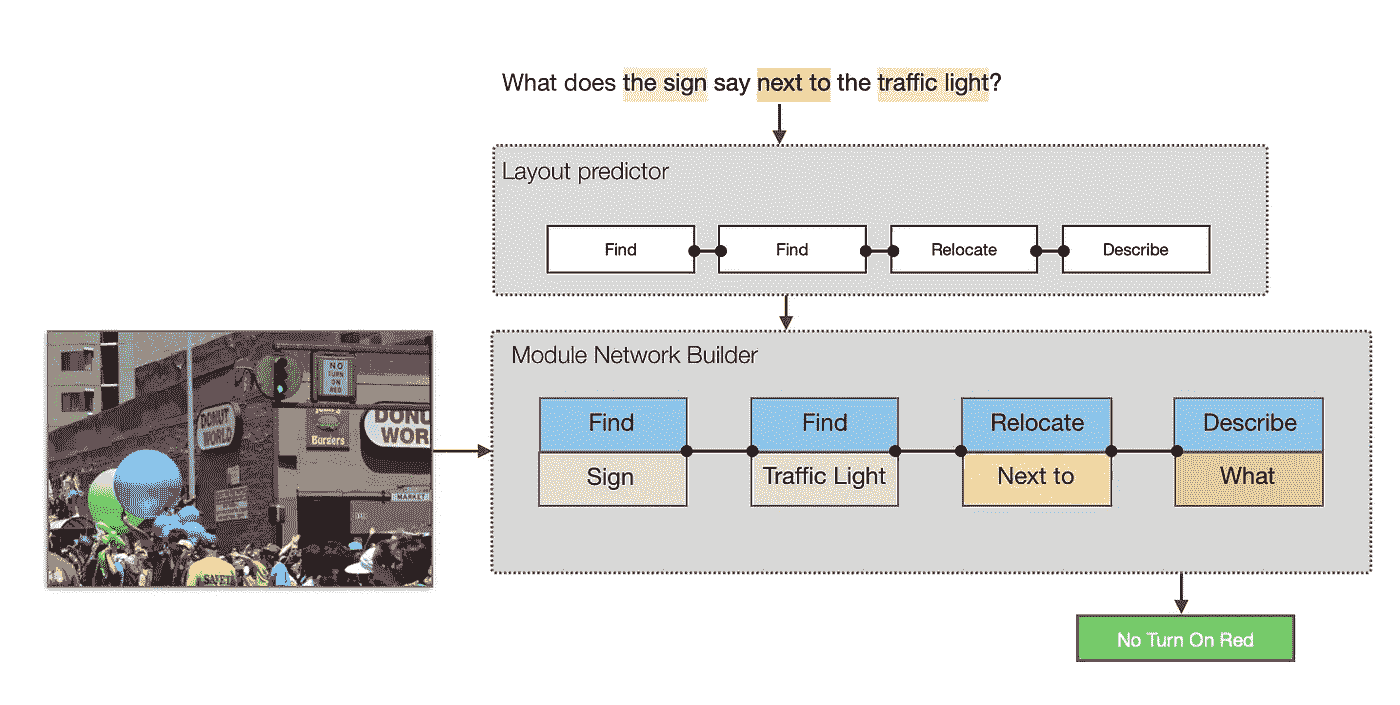 What does the sign say next to the traffic light?
Layout predictor
Find
Find
Relocate
Describe
Module Network Builder
Find
Find
Relocate
Describe
Sign
Traffic Light
Next to
What
No Turn On Red
NO
TURN
ON
RED
DONUT
WORLD
DONU
WOR
Burgers
MARKET
SAFET